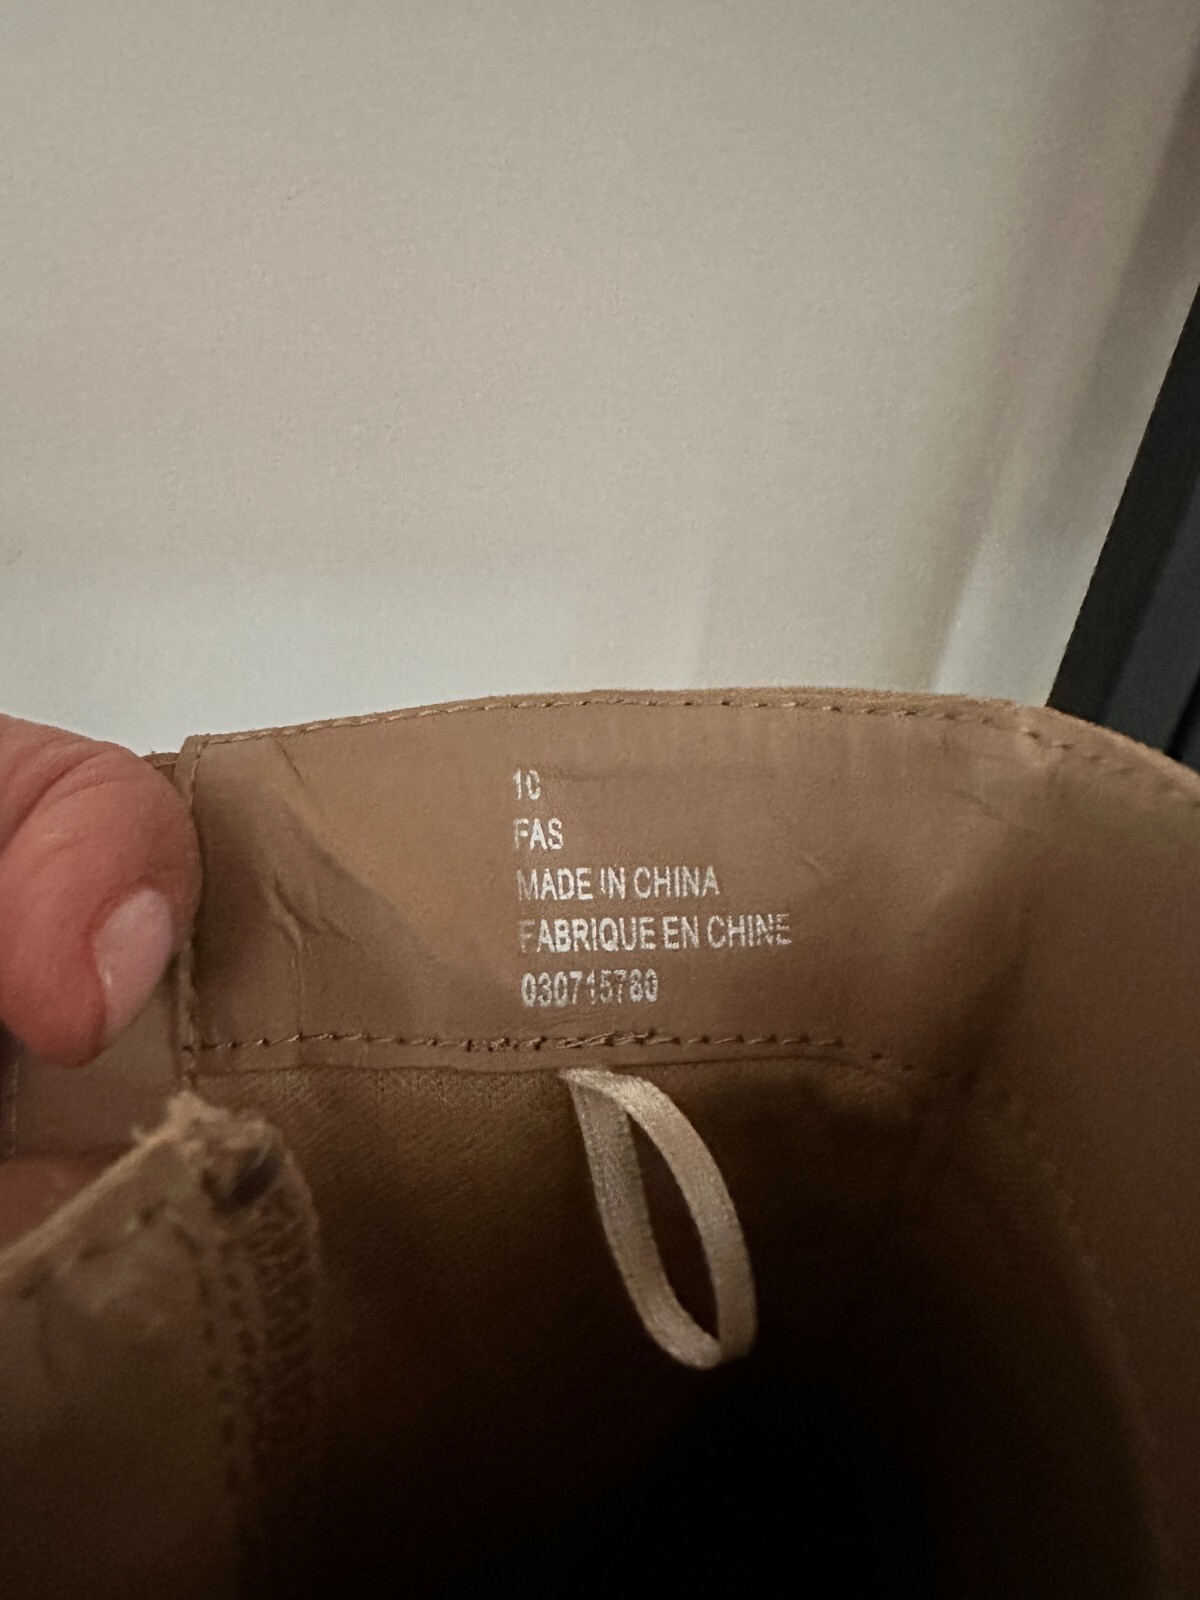 10
FAS
MADE IN CHINA
FABRIQUE EN CHINE
030715780